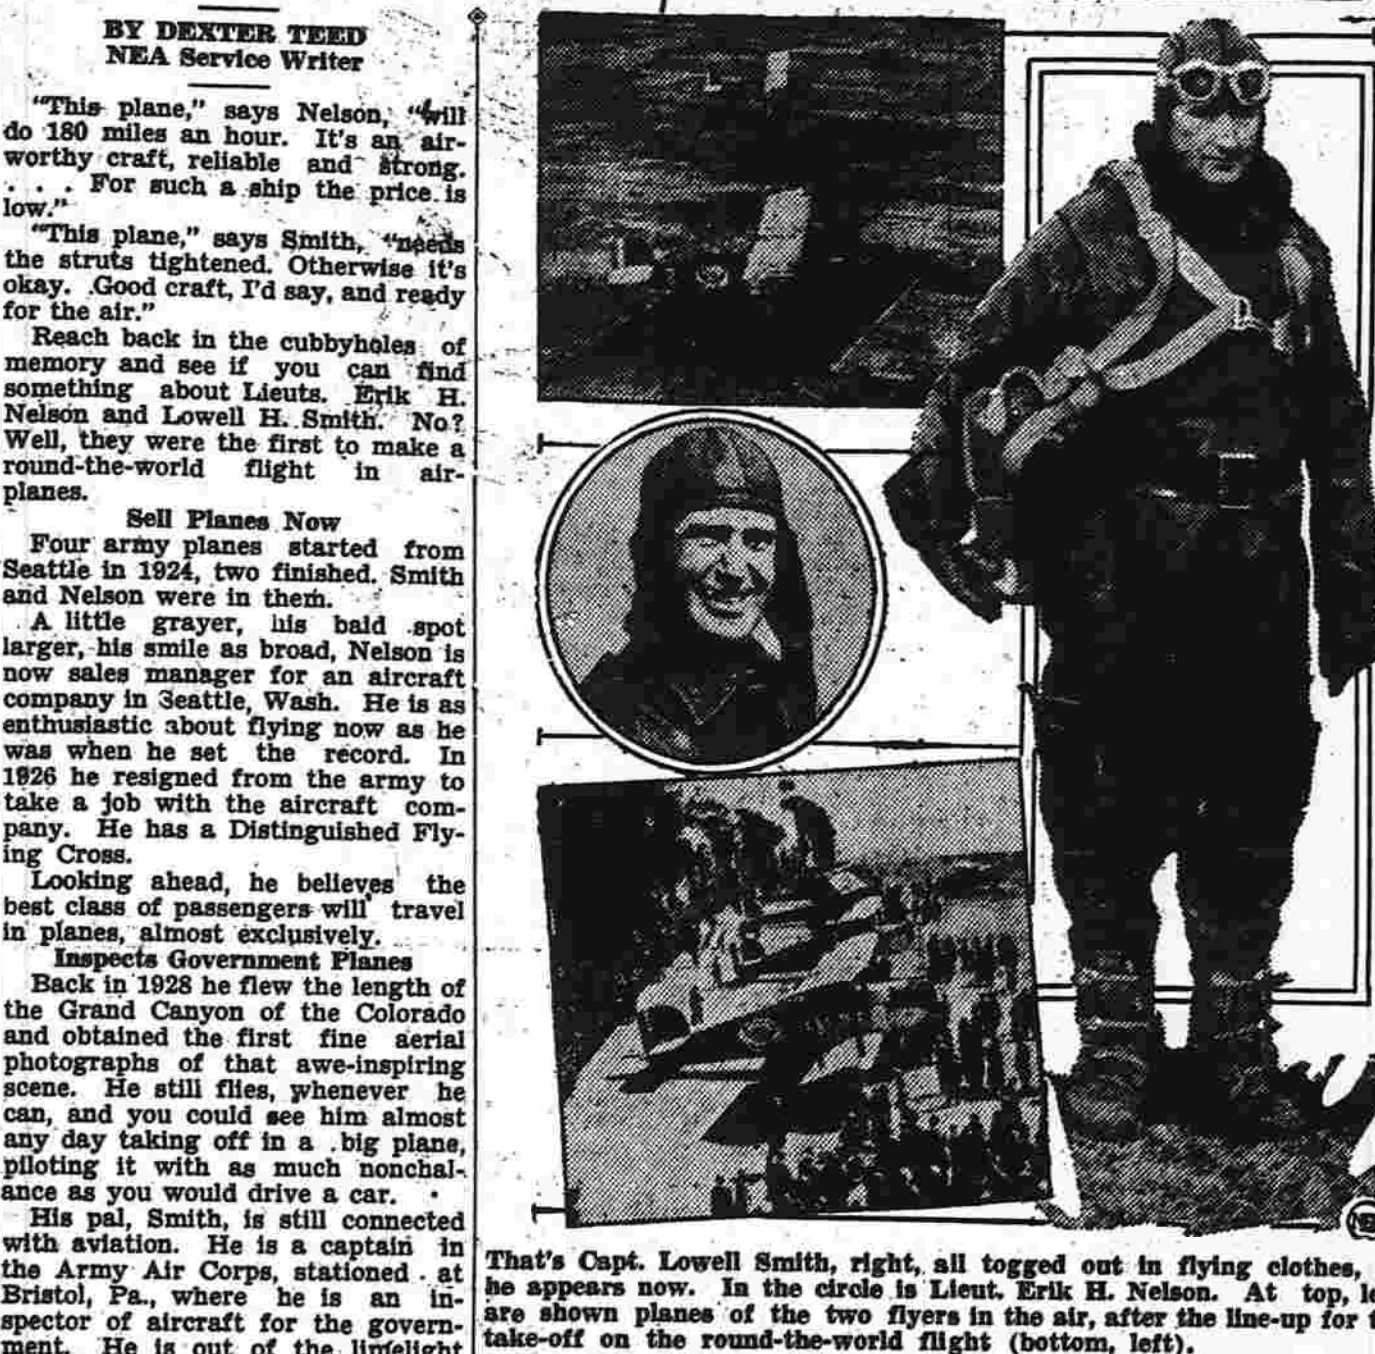 BY DEXTER TEED
NEA Service Writer
"This plane," says Nelson, "will
do 180 miles an hour. It's an air-
worthy craft, reliable and strong.
. . . For such a ship the price is
low."
"This plane," says Smith, "needs
the struts tightened. Otherwise it's
okay. Good craft, I'd say, and ready
for the air."
Reach back in the cubbyholes of
memory and see if you can find
something about Lieuts. Erik H.
Nelson and Lowell H. Smith. No?
Well, they were the first to make a
round-the-world flight in air-
planes.
Sell Planes Now
Four army planes started from
Seattle in 1924, two finished. Smith
and Nelson were in them.
A little grayer, his bald spot
larger, his smile as broad, Nelson is
now sales manager for an aircraft
company in Seattle, Wash. He is as
enthusiastic about flying now as he
was when he set the record. In
1926 he resigned from the army to
take a job with the aircraft com-
pany. He has a Distinguished Fly-
ing Cross.
Looking ahead, he believes the
best class of passengers will travel
in planes, almost exclusively.
Inspects Government Planes
Back in 1928 he flew the length of
the Grand Canyon of the Colorado
and obtained the first fine aerial
photographs of that awe-inspiring
scene. He still flies, whenever he
can, and you could see him almost
any day taking off in a big plane,
piloting it with as much nonchal-
ance as you would drive a car.
His pal, Smith, is still connected
with aviation. He is a captain in
the Army Air Corps, stationed at
Bristol, Pa., where he is an in-
spector of aircraft for the govern-
ment. He is out of the limelight
That's Capt. Lowell Smith, right, all togged out in flying clothes,
he appears now. In the circle is Lieut. Erik H. Nelson. At top,
are shown planes of the two flyers in the air, after the line-up for
take-off on the round-the-world flight (bottom, left).